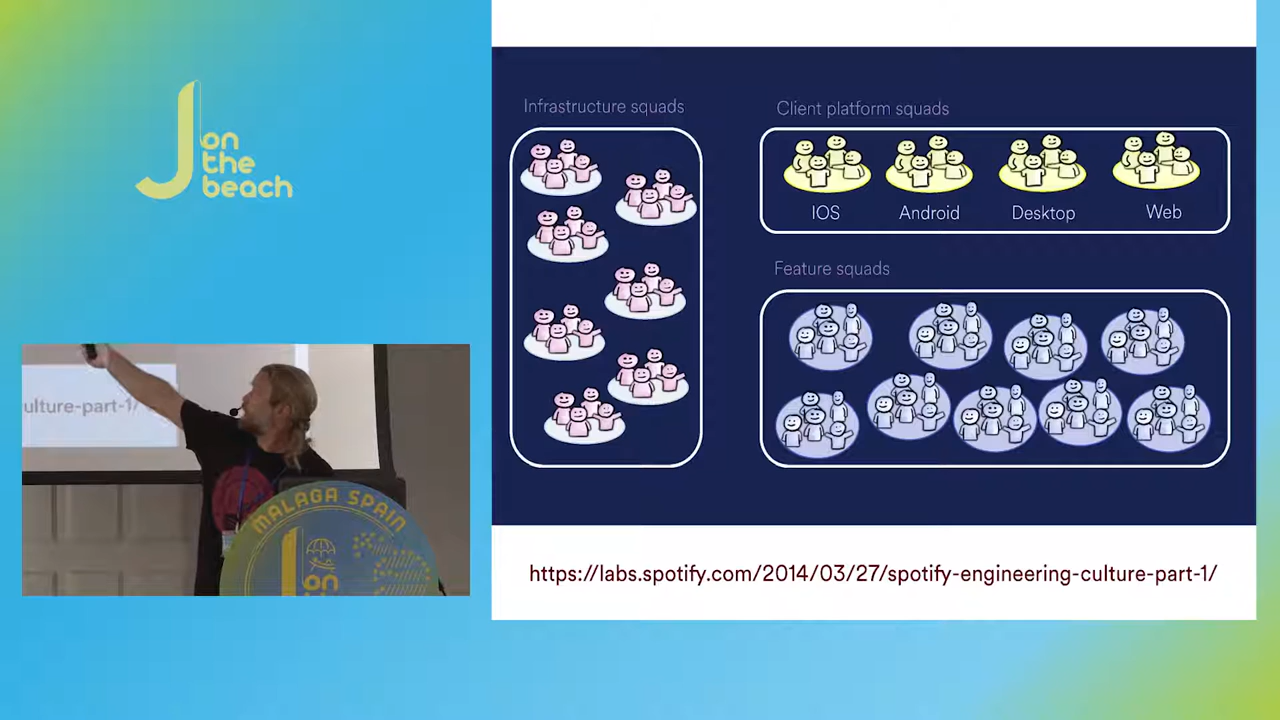 J on
the
beach
Infrastructure squads
Client platform squads
IOS
Android
Desktop
Web
Feature squads
https://labs.spotify.com/2014/03/27/spotify-engineering-culture-part-1/
ulture-part-1/
MALAGA SPAIN
J on